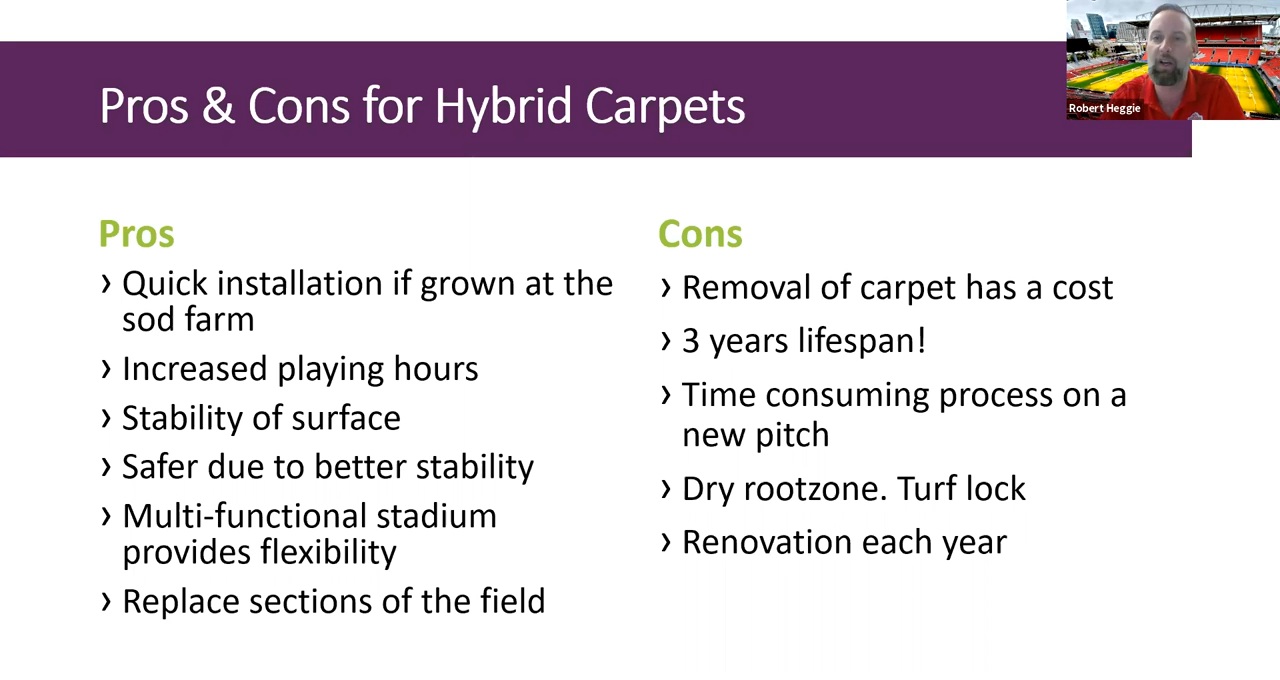 Pros & Cons for Hybrid Carpets
Robert Heggie
Pros
› Quick installation if grown at the
sod farm
› Increased playing hours
› Stability of surface
› Safer due to better stability
› Multi-functional stadium
provides flexibility
› Replace sections of the field
Cons
› Removal of carpet has a cost
› 3 years lifespan!
› Time consuming process on a
new pitch
› Dry rootzone. Turf lock
› Renovation each year